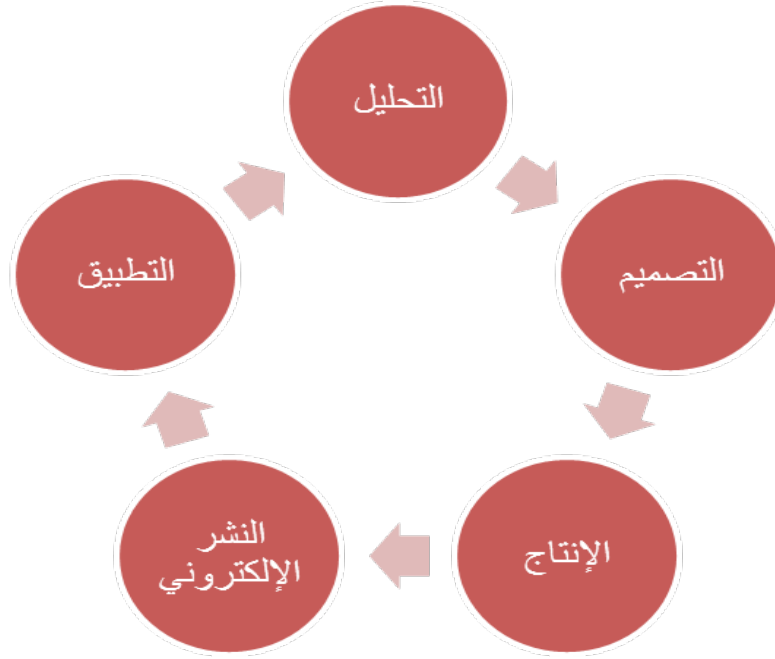 التحليل
التصميم
الإنتاج
النشر
الإلكتروني
التطبيق